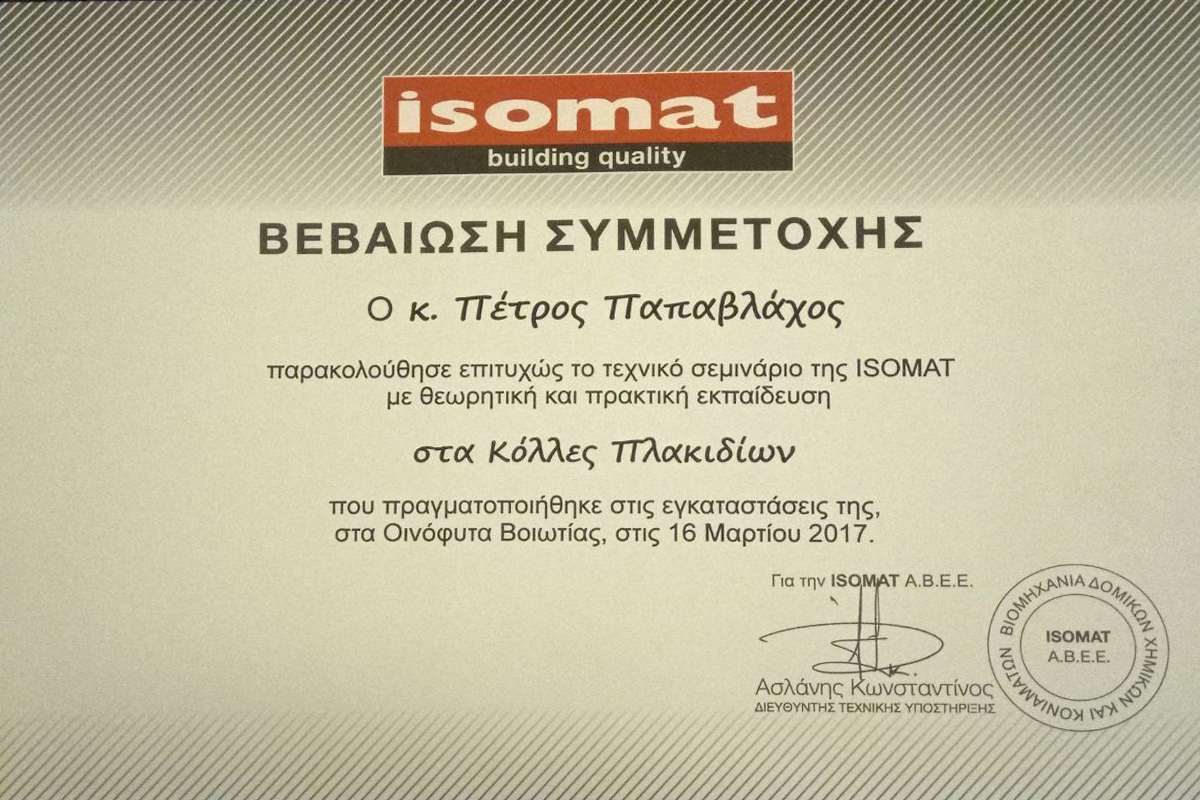 isomat
building quality
ΒΕΒΑΙΩΣΗ ΣΥΜΜΕΤΟΧΗΣ
Ο κ. Πέτρος Παπαβλάχος
παρακολούθησε επιτυχώς το τεχνικό σεμινάριο της ISOMAT
με θεωρητική και πρακτική εκπαίδευση
στα Κόλλες Πλακιδίων
που πραγματοποιήθηκε στις εγκαταστάσεις της,
στα Οινόφυτα Βοιωτίας, στις 16 Μαρτίου 2017.
Για την ISOMAT Α.Β.Ε.Ε.
Ασλάνης Κωνσταντίνος
ΔΙΕΥΘΥΝΤΗΣ ΤΕΧΝΙΚΗΣ ΥΠΟΣΤΗΡΙΞΗΣ
ΒΙΟΜΗΧΑΝΙΑ ΔΟΜΙΚΩΝ ΧΗΜΙΚΩΝ ΚΑΙ ΚΟΝΙΑΜΑΤΩΝ
ISOMAT
Α.Β.Ε.Ε.